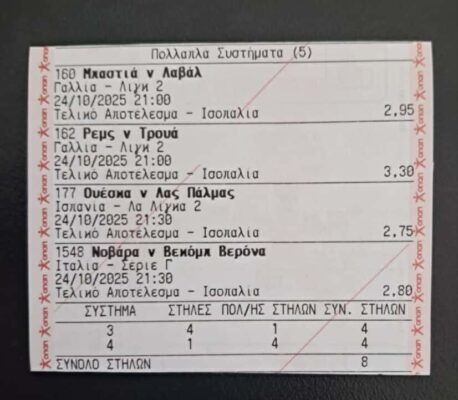 Πολλαπλα Συστήματα (5)
160 Μπαστιά ν Λαβάλ
Γαλλία - Λιγκ 2
24/10/2025 21:00
Τελικό Αποτέλεσμα - Ισοπαλία 2,95
162 Ρεμς ν Τρουά
Γαλλία - Λιγκ 2
24/10/2025 21:00
Τελικό Αποτέλεσμα - Ισοπαλία 3,30
177 Ουέσκα ν Λας Πάλμας
Ισπανία - Λα Λίγκα 2
24/10/2025 21:30
Τελικό Αποτέλεσμα - Ισοπαλία 2,75
1548 Νοβάρα ν Βεκόμπ Βερόνα
Ιταλία - Σέριε Γ
24/10/2025 21:30
Τελικό Αποτέλεσμα - Ισοπαλία 2,80
ΣΥΣΤΗΜΑ ΣΤΗΛΕΣ ΠΟΛ/ΗΣ ΣΤΗΛΩΝ ΣΥΝ. ΣΤΗΛΩΝ
3 4 1 4
4 1 4 4
ΣΥΝΟΛΟ ΣΤΗΛΩΝ 8